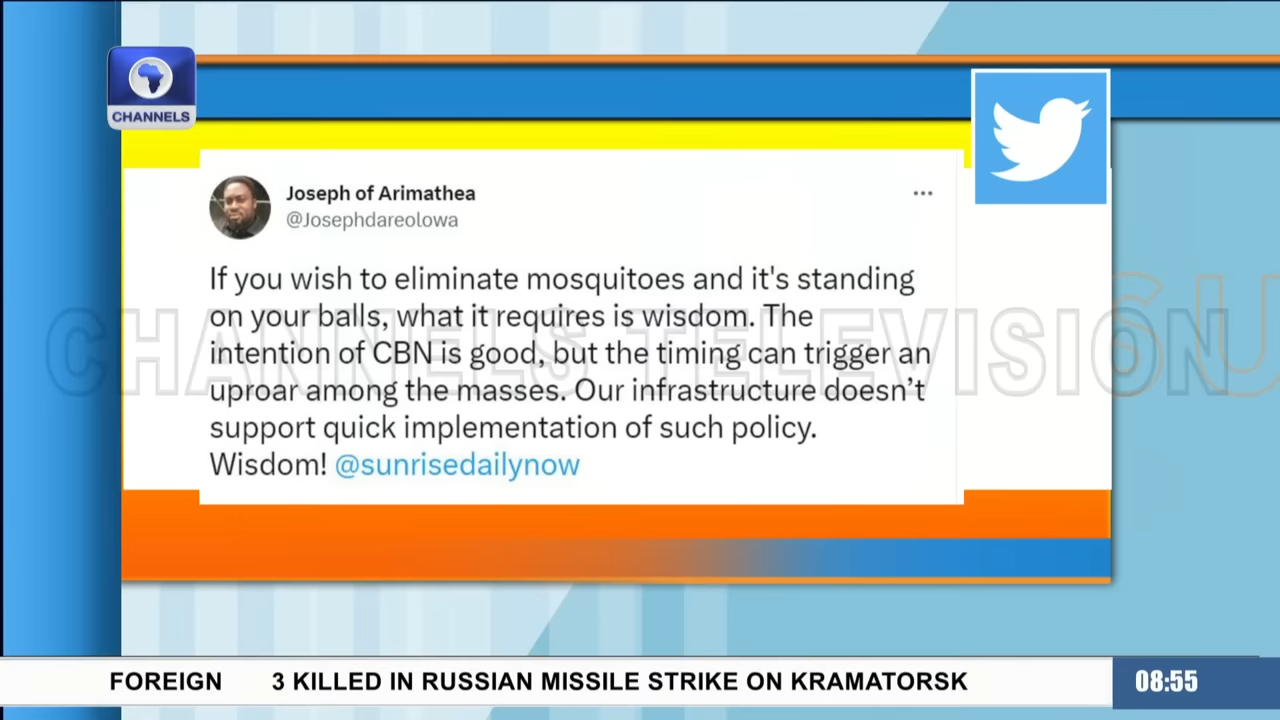 CHANNELS
Joseph of Arimathea
@Josephdareolowa
If you wish to eliminate mosquitoes and it's standing
on your balls, what it requires is wisdom. The
intention of CBN is good, but the timing can trigger an
uproar among the masses. Our infrastructure doesn’t
support quick implementation of such policy.
Wisdom! @sunrisedailynow
CHANNELS TELEVISION
FOREIGN 3 KILLED IN RUSSIAN MISSILE STRIKE ON KRAMATORSK
08:55